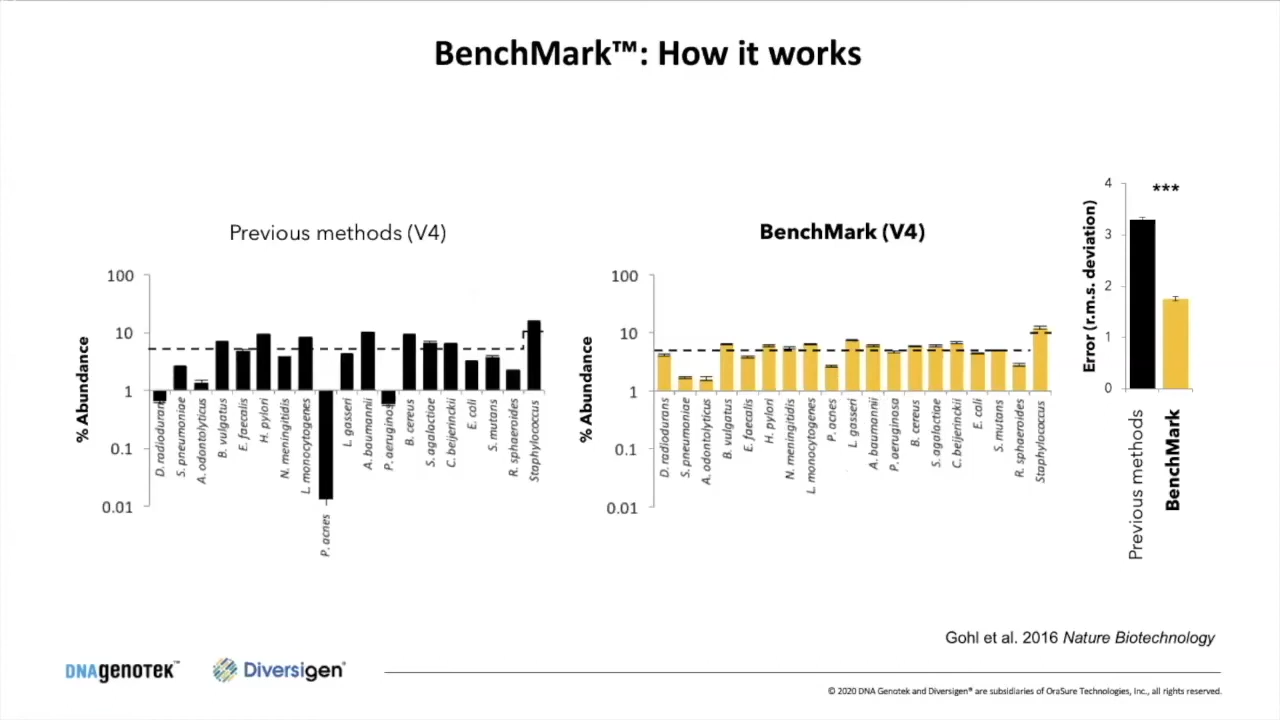 BenchMark™: How it works
Previous methods (V4)
% Abundance
100
10
1
0.1
0.01
D. radiodurans
S. pneumoniae
A. odontolyticus
B. vulgatus
E. faecalis
H. pylori
N. meningitidis
L. monocytogenes
P. acnes
L. gasseri
A. baumannii
P. aeruginosa
B. cereus
S. agalactiae
C. beijerinckii
E. coli
S. mutans
R. sphaeroides
Staphylococcus
BenchMark (V4)
% Abundance
100
10
1
0.1
0.01
D. radiodurans
S. pneumoniae
A. odontolyticus
B. vulgatus
E. faecalis
H. pylori
N. meningitidis
L. monocytogenes
P. acnes
L. gasseri
A. baumannii
P. aeruginosa
B. cereus
S. agalactiae
C. beijerinckii
E. coli
S. mutans
R. sphaeroides
Staphylococcus
Error (r.m.s. deviation)
4
3
2
1
0
***
Previous methods
BenchMark
Gohl et al. 2016 Nature Biotechnology
DNAgenotek™
Diversigen®
© 2020 DNA Genotek and Diversigen® are subsidiaries of OraSure Technologies, Inc., all rights reserved.